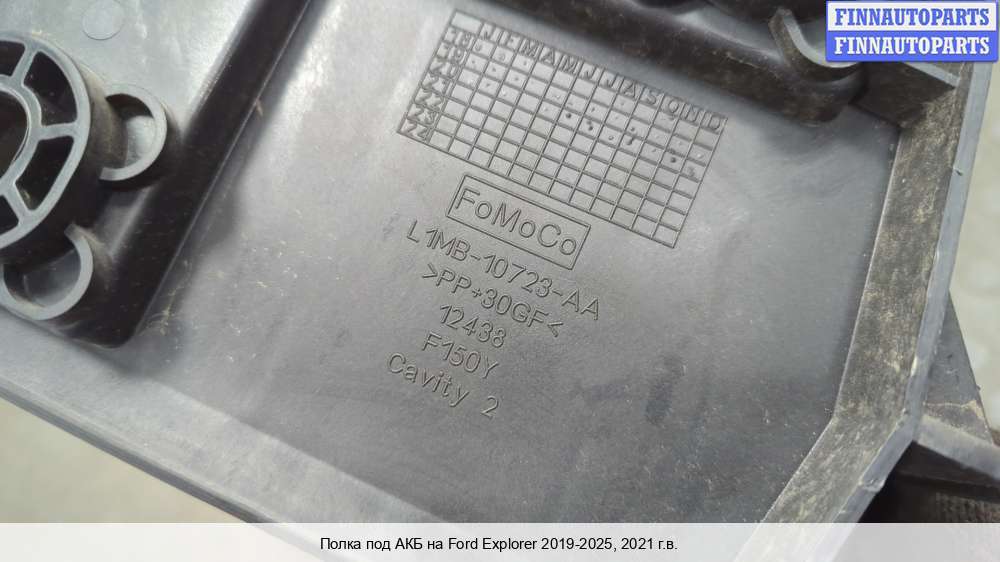 FINNAUTOPARTS
FINNAUTOPARTS
J F M A M J J A S O N D
18
19
20
21
22
23
24
FoMoCo
L1MB-10723-AA
>PP+30GF<
12438
F150Y
Cavity 2
Полка под АКБ на Ford Explorer 2019-2025, 2021 г.в.